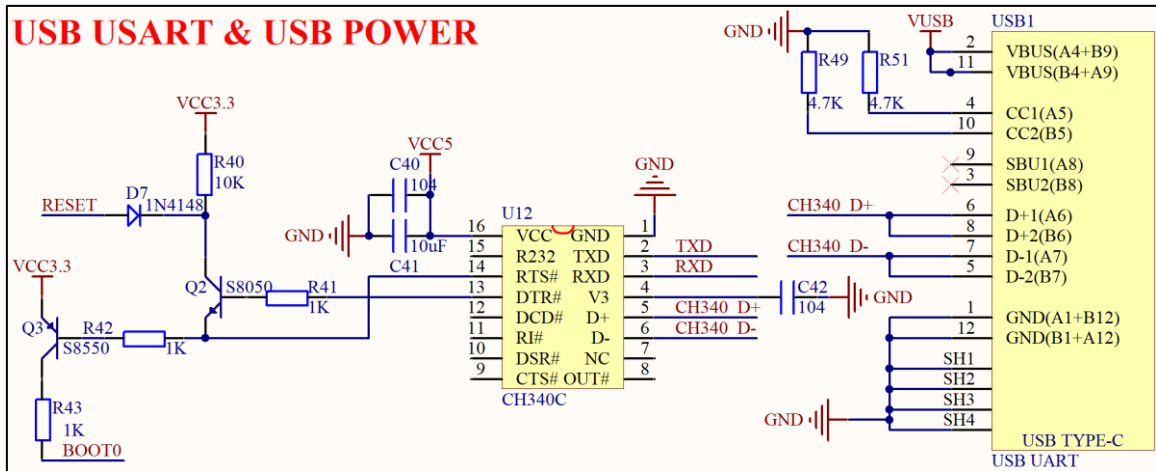 USB USART & USB POWER
VCC3.3
R40
10K
D7
1N4148
RESET
VCC3.3
Q2
S8050
R41
1K
Q3
S8550
R42
1K
R43
1K
BOOT0
VCC5
C40
104
GND
10uF
C41
GND
U12
16 VCC GND 1
15 R232 TXD 2 TXD
14 RTS# RXD 3 RXD
13 DTR# V3 4
12 DCD# D+ 5 CH340_D+
11 RI# D- 6 CH340_D-
10 DSR# NC 7
9 CTS# OUT# 8
CH340C
C42
104
GND
GND
R49
4.7K
R51
4.7K
VUSB
USB1
2 VBUS(A4+B9)
11 VBUS(B4+A9)
4 CC1(A5)
10 CC2(B5)
9 SBU1(A8)
3 SBU2(B8)
CH340_D+ 6 D+1(A6)
8 D+2(B6)
CH340_D- 7 D-1(A7)
5 D-2(B7)
1 GND(A1+B12)
12 GND(B1+A12)
SH1
SH2
SH3
GND SH4
USB TYPE-C
USB UART